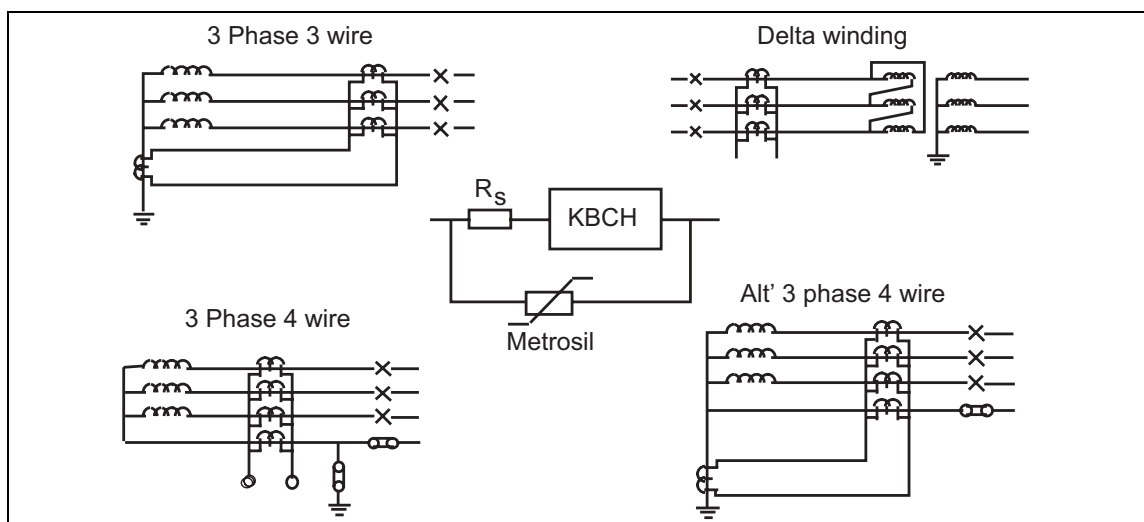 3 Phase 3 wire
Delta winding
RS
KBCH
Metrosil
3 Phase 4 wire
Alt' 3 phase 4 wire